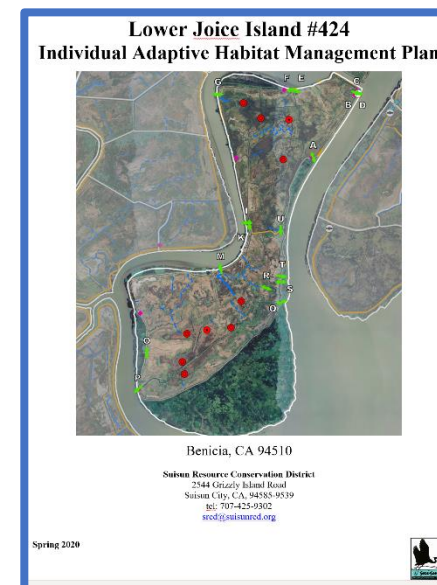 Lower Joice Island #424
Individual Adaptive Habitat Management Plan
G
F E
C
B D
A
I
K
U
M
T
R
S
Q
O
P
Benicia, CA 94510
Suisun Resource Conservation District
2544 Grizzly Island Road
Suisun City, CA, 94585-9539
tel: 707-425-9302
srcd@suisunrcd.org
Spring 2020